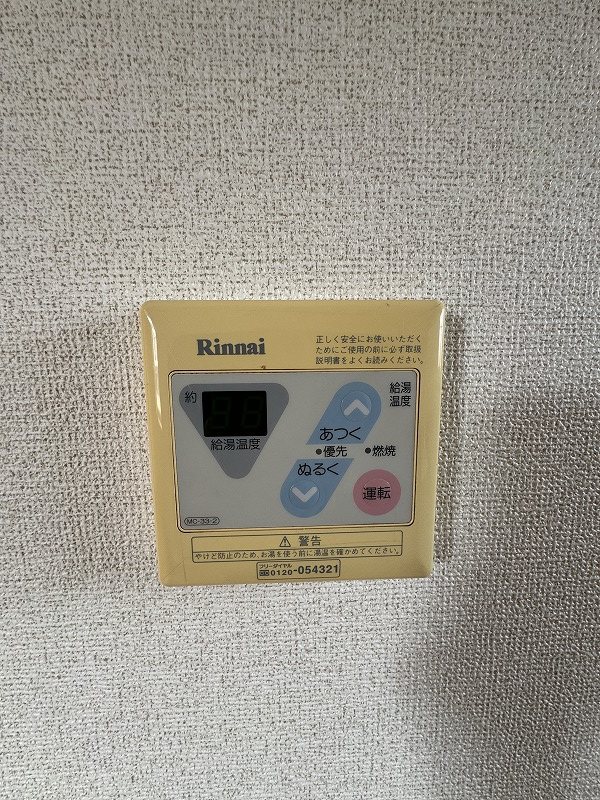 Rinnai
正しく安全にお使いいただく
ためにご使用の前に必ず取扱
説明書をよくお読みください。
約
給湯温度
給湯
温度
あつく
●優先 ●燃焼
ぬるく
運転
MC-33-2
⚠ 警告
やけど防止のため、お湯を使う前に湯温を確かめてください。
フリーダイヤル
0120-054321